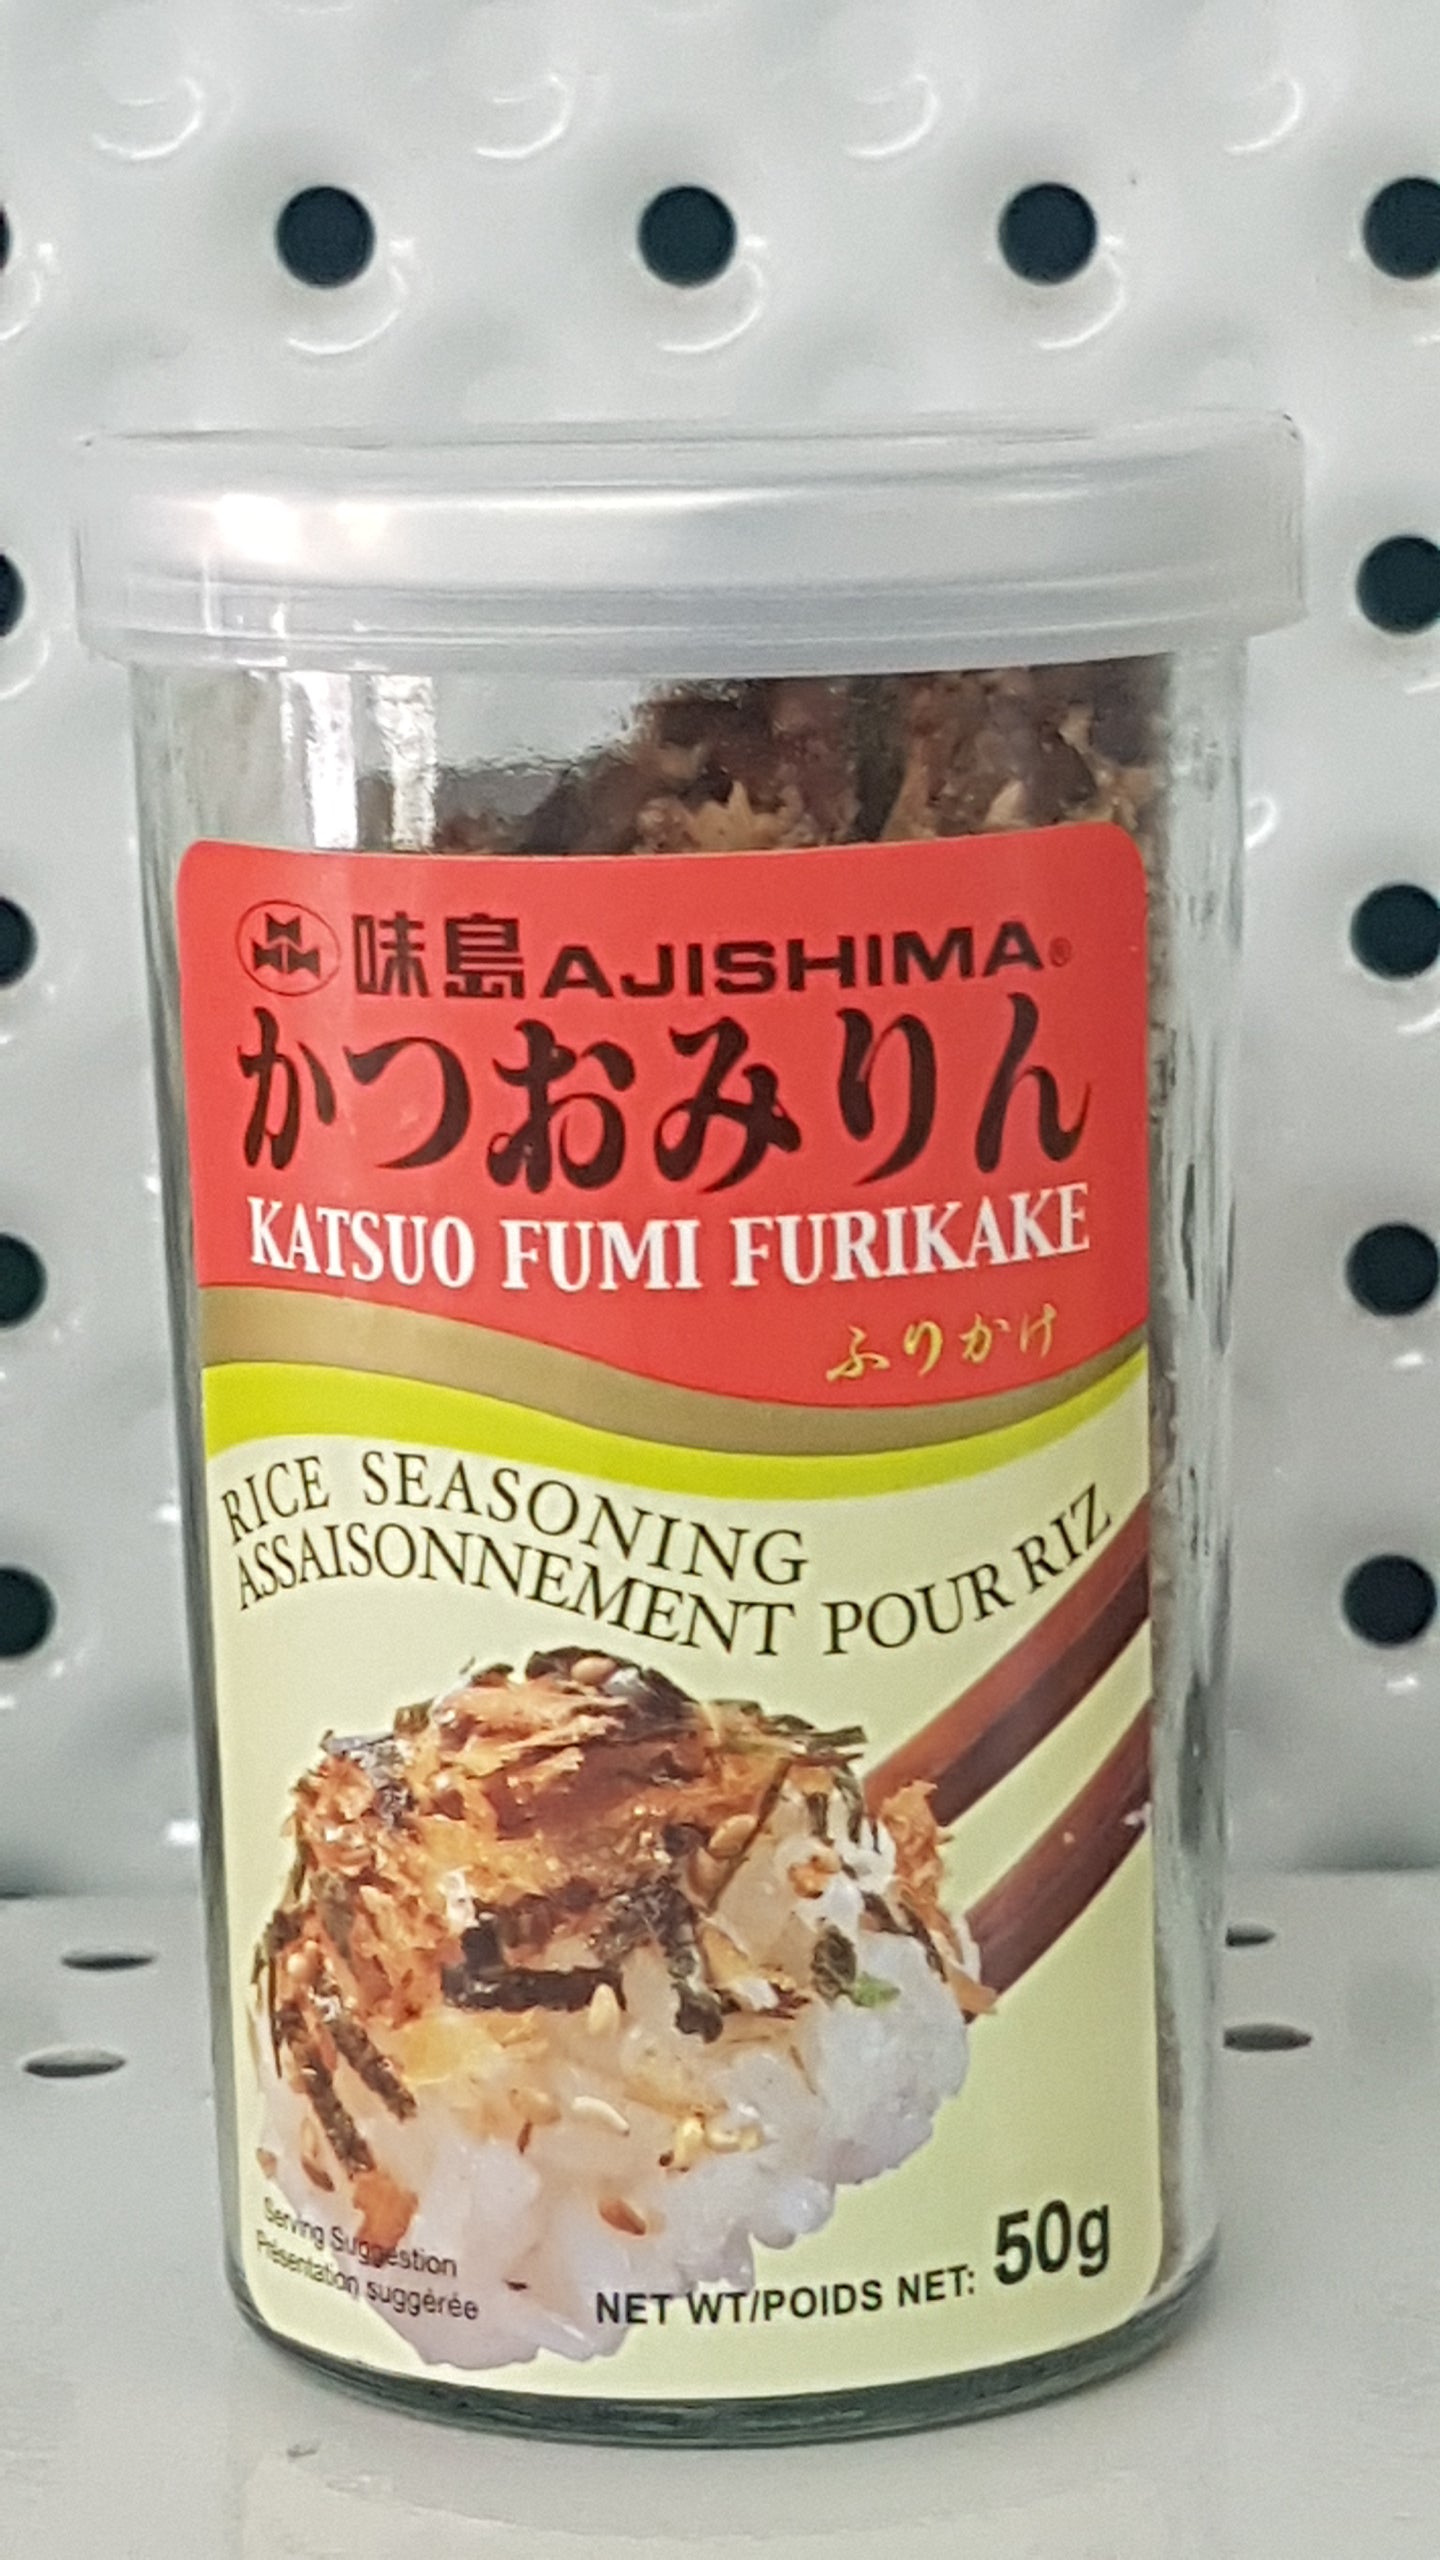 味島 AJISHIMA®
かつおみりん
KATSUO FUMI FURIKAKE
ふりかけ
RICE SEASONING
ASSAISONNEMENT POUR RIZ
Serving Suggestion
Présentation suggérée
NET WT/POIDS NET: 50g